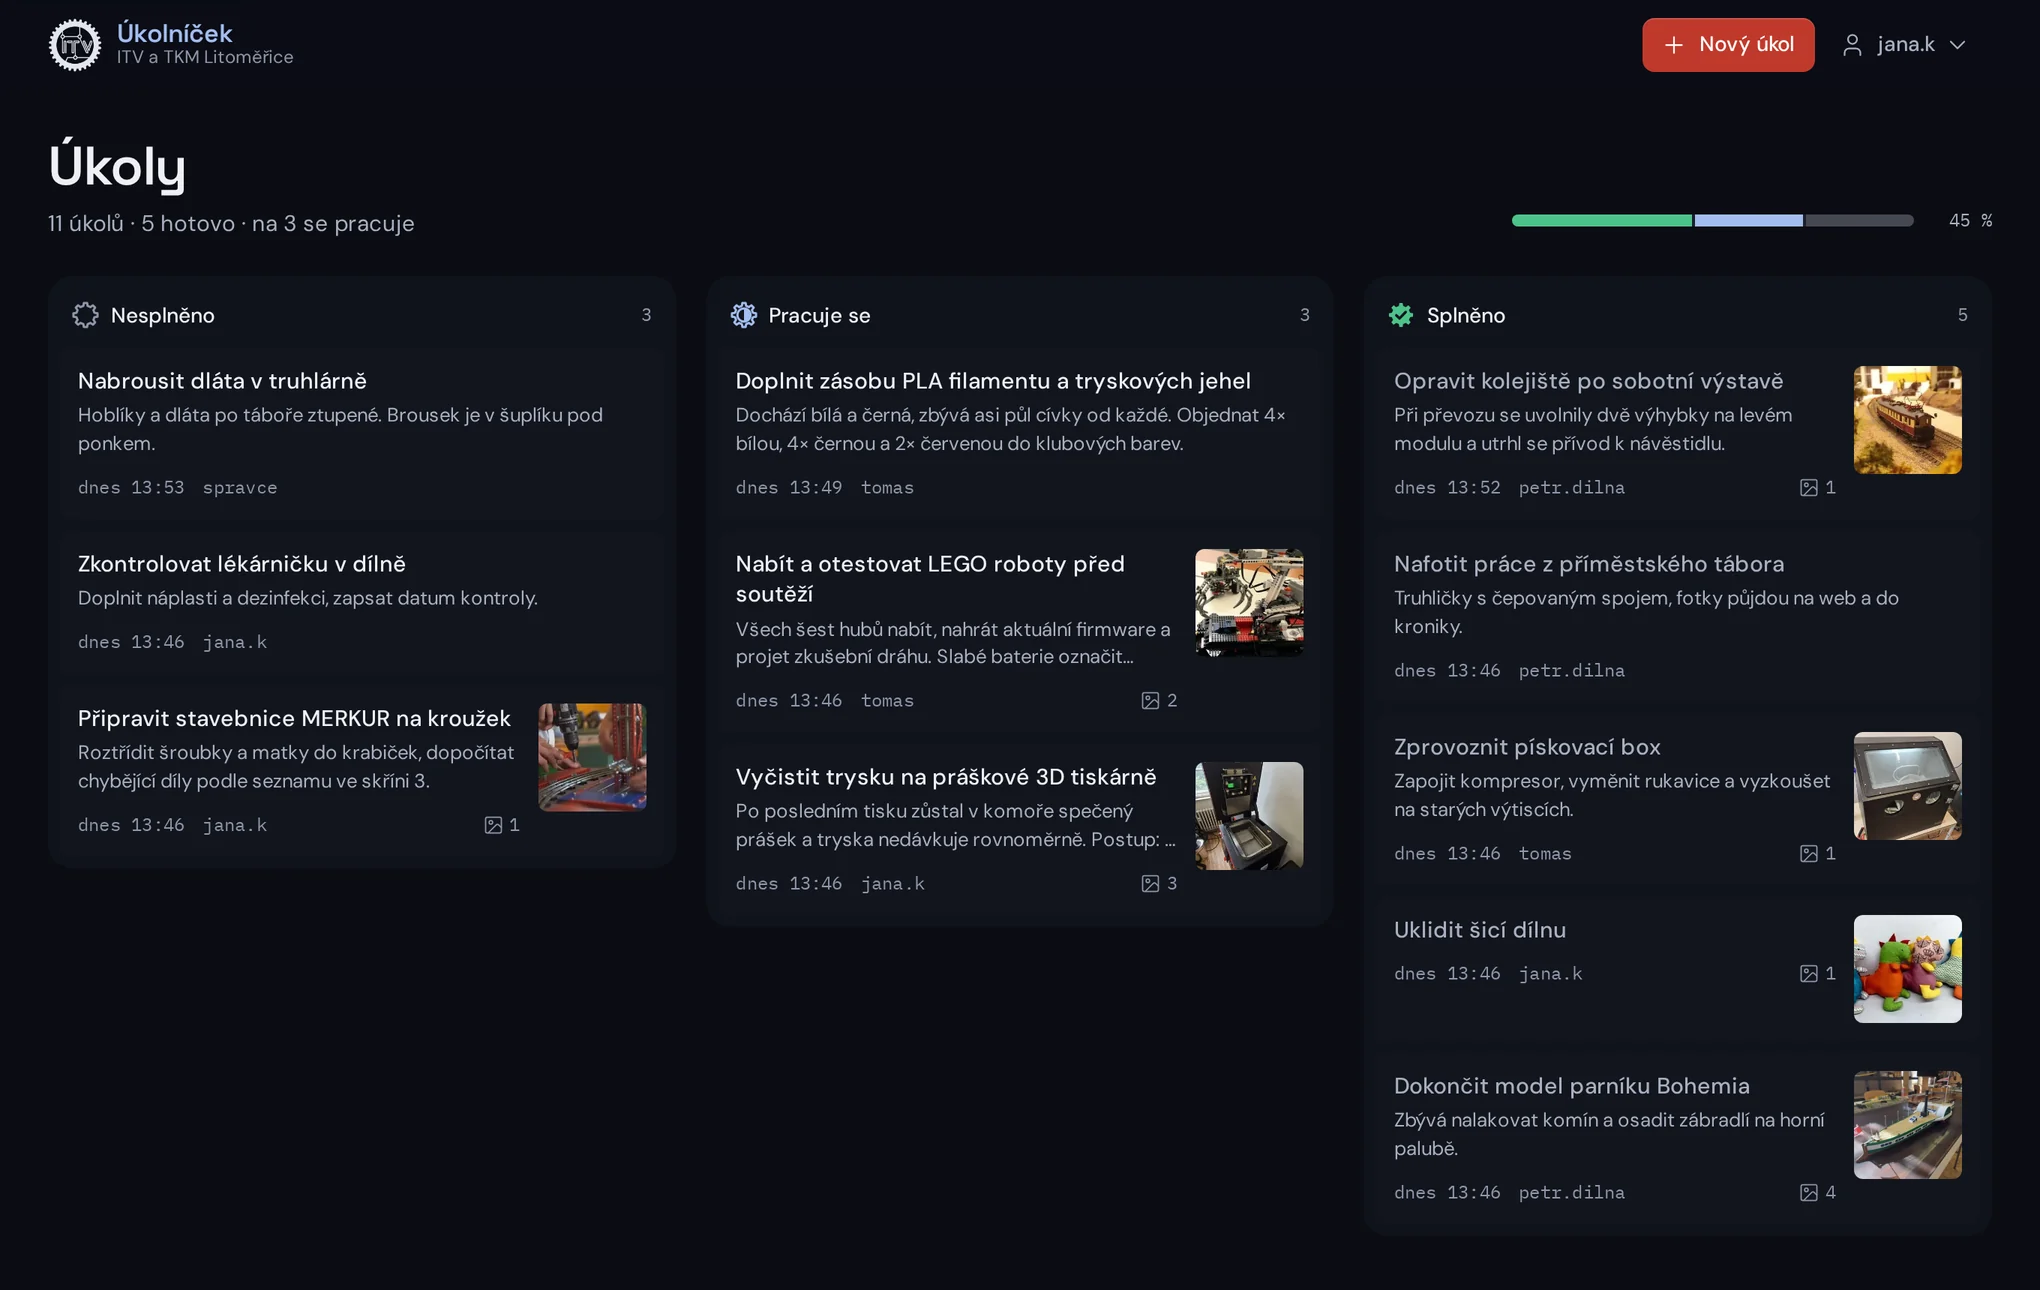 ITV
Úkolníček
ITV a TKM Litoměřice
Nový úkol
jana.k
Úkoly
11 úkolů · 5 hotovo · na 3 se pracuje
45 %
Nesplněno
3
Nabrousit dláta v truhlárně
Hoblíky a dláta po táboře ztupené. Brousek je v šuplíku pod
ponkem.
dnes 13:53 spravce
Zkontrolovat lékárničku v dílně
Doplnit náplasti a dezinfekci, zapsat datum kontroly.
dnes 13:46 jana.k
Připravit stavebnice MERKUR na kroužek
Roztřídit šroubky a matky do krabiček, dopočítat
chybějící díly podle seznamu ve skříni 3.
dnes 13:46 jana.k 1
Pracuje se
3
Doplnit zásobu PLA filamentu a tryskových jehel
Dochází bílá a černá, zbývá asi půl cívky od každé. Objednat 4×
bílou, 4× černou a 2× červenou do klubových barev.
dnes 13:49 tomas
Nabít a otestovat LEGO roboty před
soutěží
Všech šest hubů nabít, nahrát aktuální firmware a
projet zkušební dráhu. Slabé baterie označit…
dnes 13:46 tomas 2
Vyčistit trysku na práškové 3D tiskárně
Po posledním tisku zůstal v komoře spečený
prášek a tryska nedávkuje rovnoměrně. Postup: …
dnes 13:46 jana.k 3
Splněno
5
Opravit kolejiště po sobotní výstavě
Při převozu se uvolnily dvě výhybky na levém
modulu a utrhl se přívod k návěstidlu.
dnes 13:52 petr.dilna 1
Nafotit práce z příměstského tábora
Truhličky s čepovaným spojem, fotky půjdou na web a do
kroniky.
dnes 13:46 petr.dilna
Zprovoznit pískovací box
Zapojit kompresor, vyměnit rukavice a vyzkoušet
na starých výtiscích.
dnes 13:46 tomas 1
Uklidit šicí dílnu
dnes 13:46 jana.k 1
Dokončit model parníku Bohemia
Zbývá nalakovat komín a osadit zábradlí na horní
palubě.
dnes 13:46 petr.dilna 4